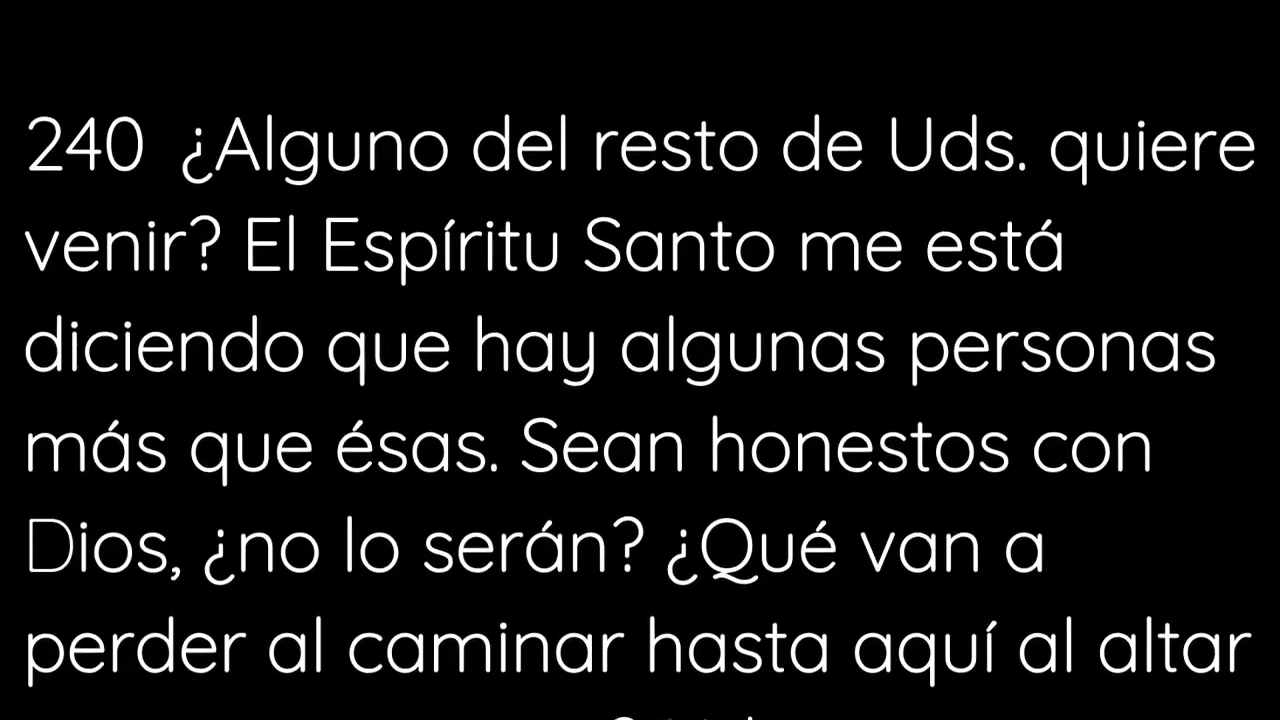 240 ¿Alguno del resto de Uds. quiere
venir? El Espíritu Santo me está
diciendo que hay algunas personas
más que ésas. Sean honestos con
Dios, ¿no lo serán? ¿Qué van a
perder al caminar hasta aquí al altar